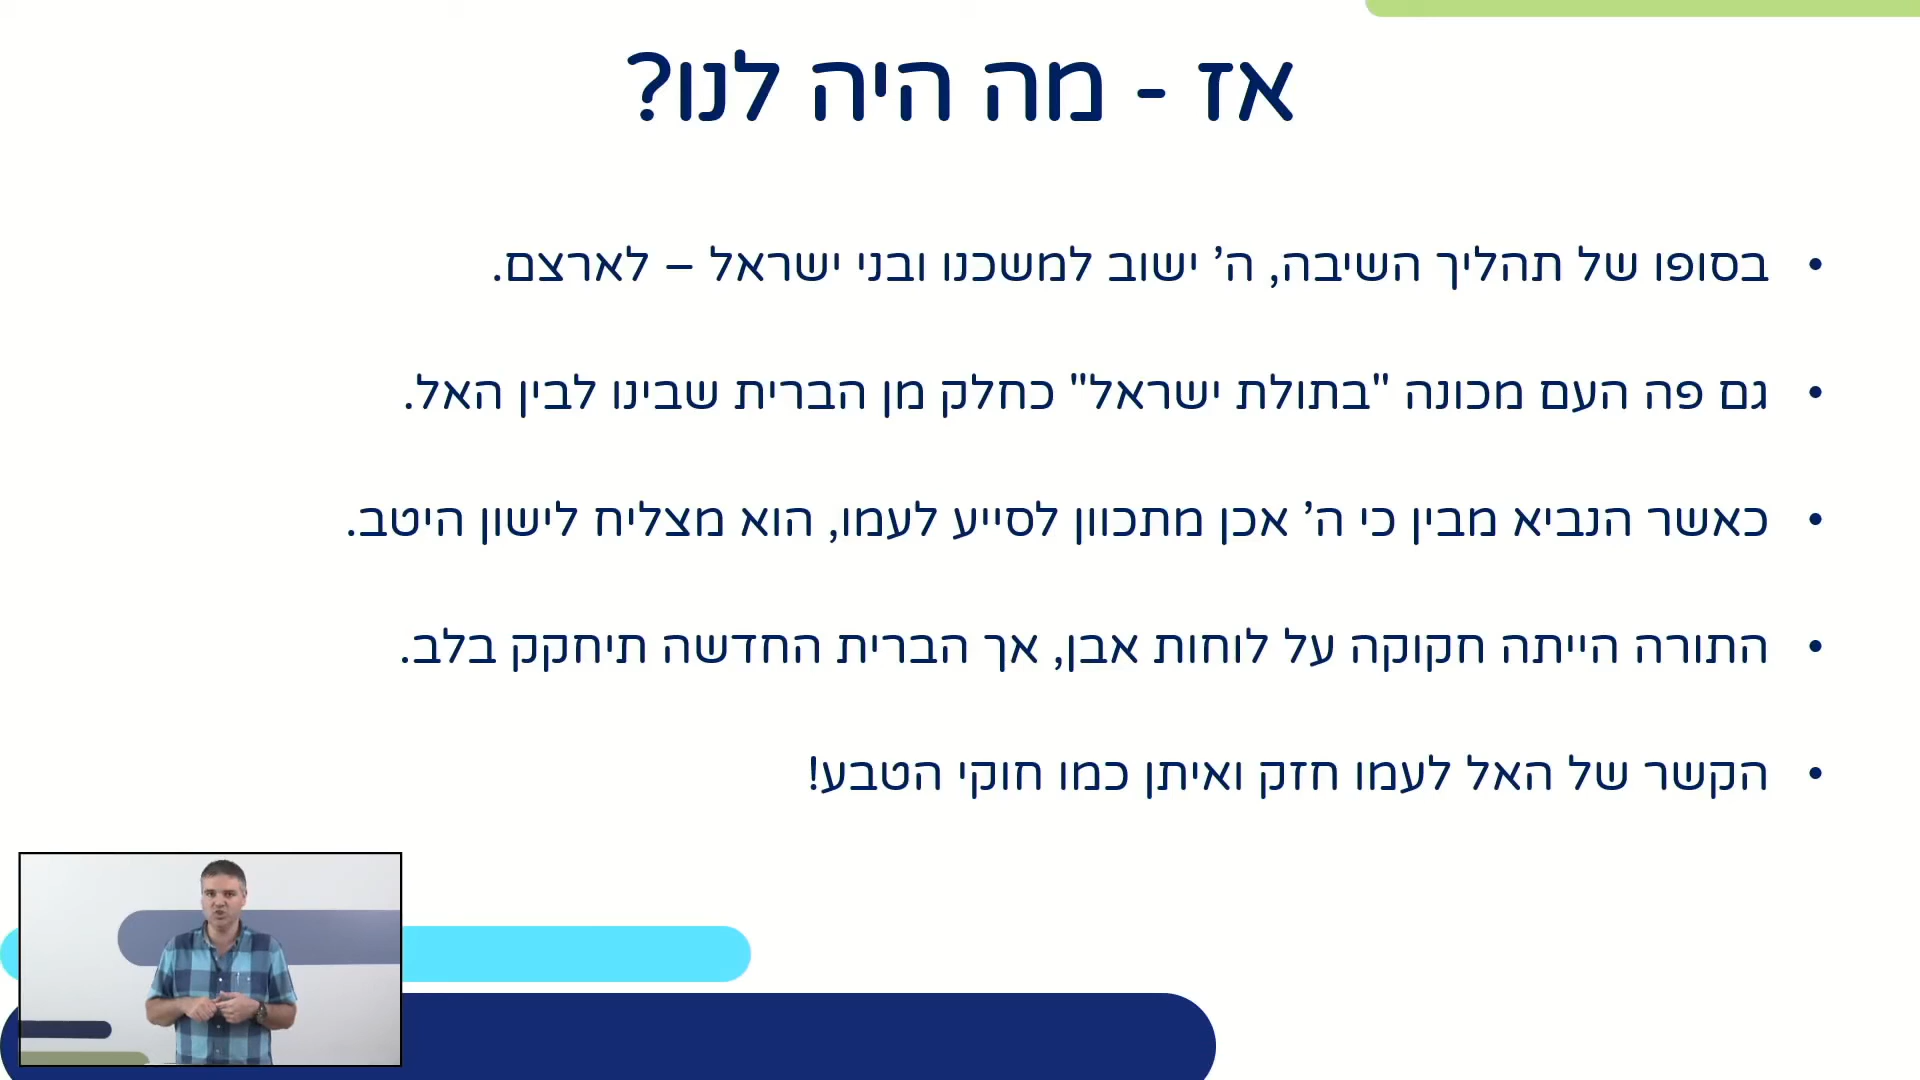 אז - מה היה לנו?
• בסופו של תהליך השיבה, ה' ישוב למשכנו ובני ישראל – לארצם.
• גם פה העם מכונה "בתולת ישראל" כחלק מן הברית שבינו לבין האל.
• כאשר הנביא מבין כי ה' אכן מתכוון לסייע לעמו, הוא מצליח לישון היטב.
• התורה הייתה חקוקה על לוחות אבן, אך הברית החדשה תיחקק בלב.
• הקשר של האל לעמו חזק ואיתן כמו חוקי הטבע!